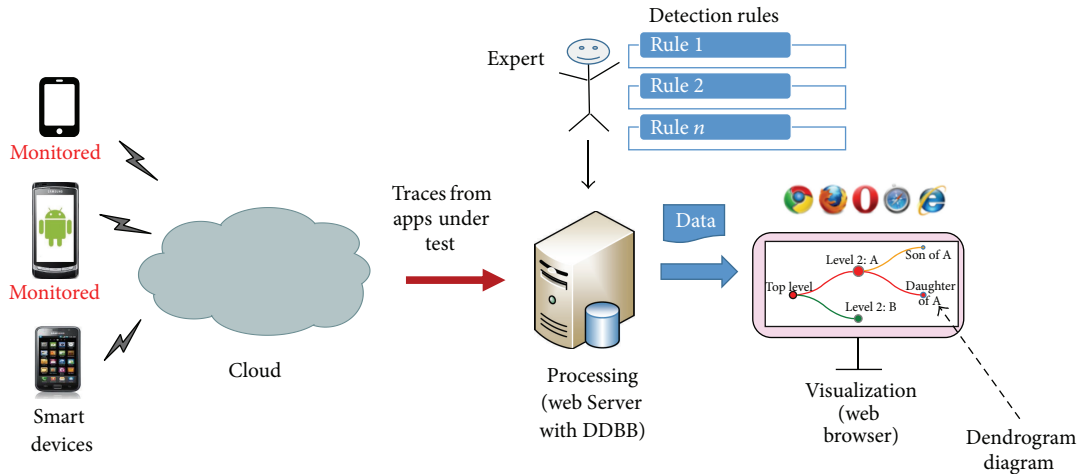 Detection rules
Expert
Rule 1
Rule 2
Rule n
Monitored
Monitored
Smart
devices
Cloud
Traces from
apps under
test
Processing
(web Server
with DDBB)
Data
Top level
Level 2: A
Level 2: B
Son of A
Daughter
of A
Visualization
(web
browser)
Dendrogram
diagram